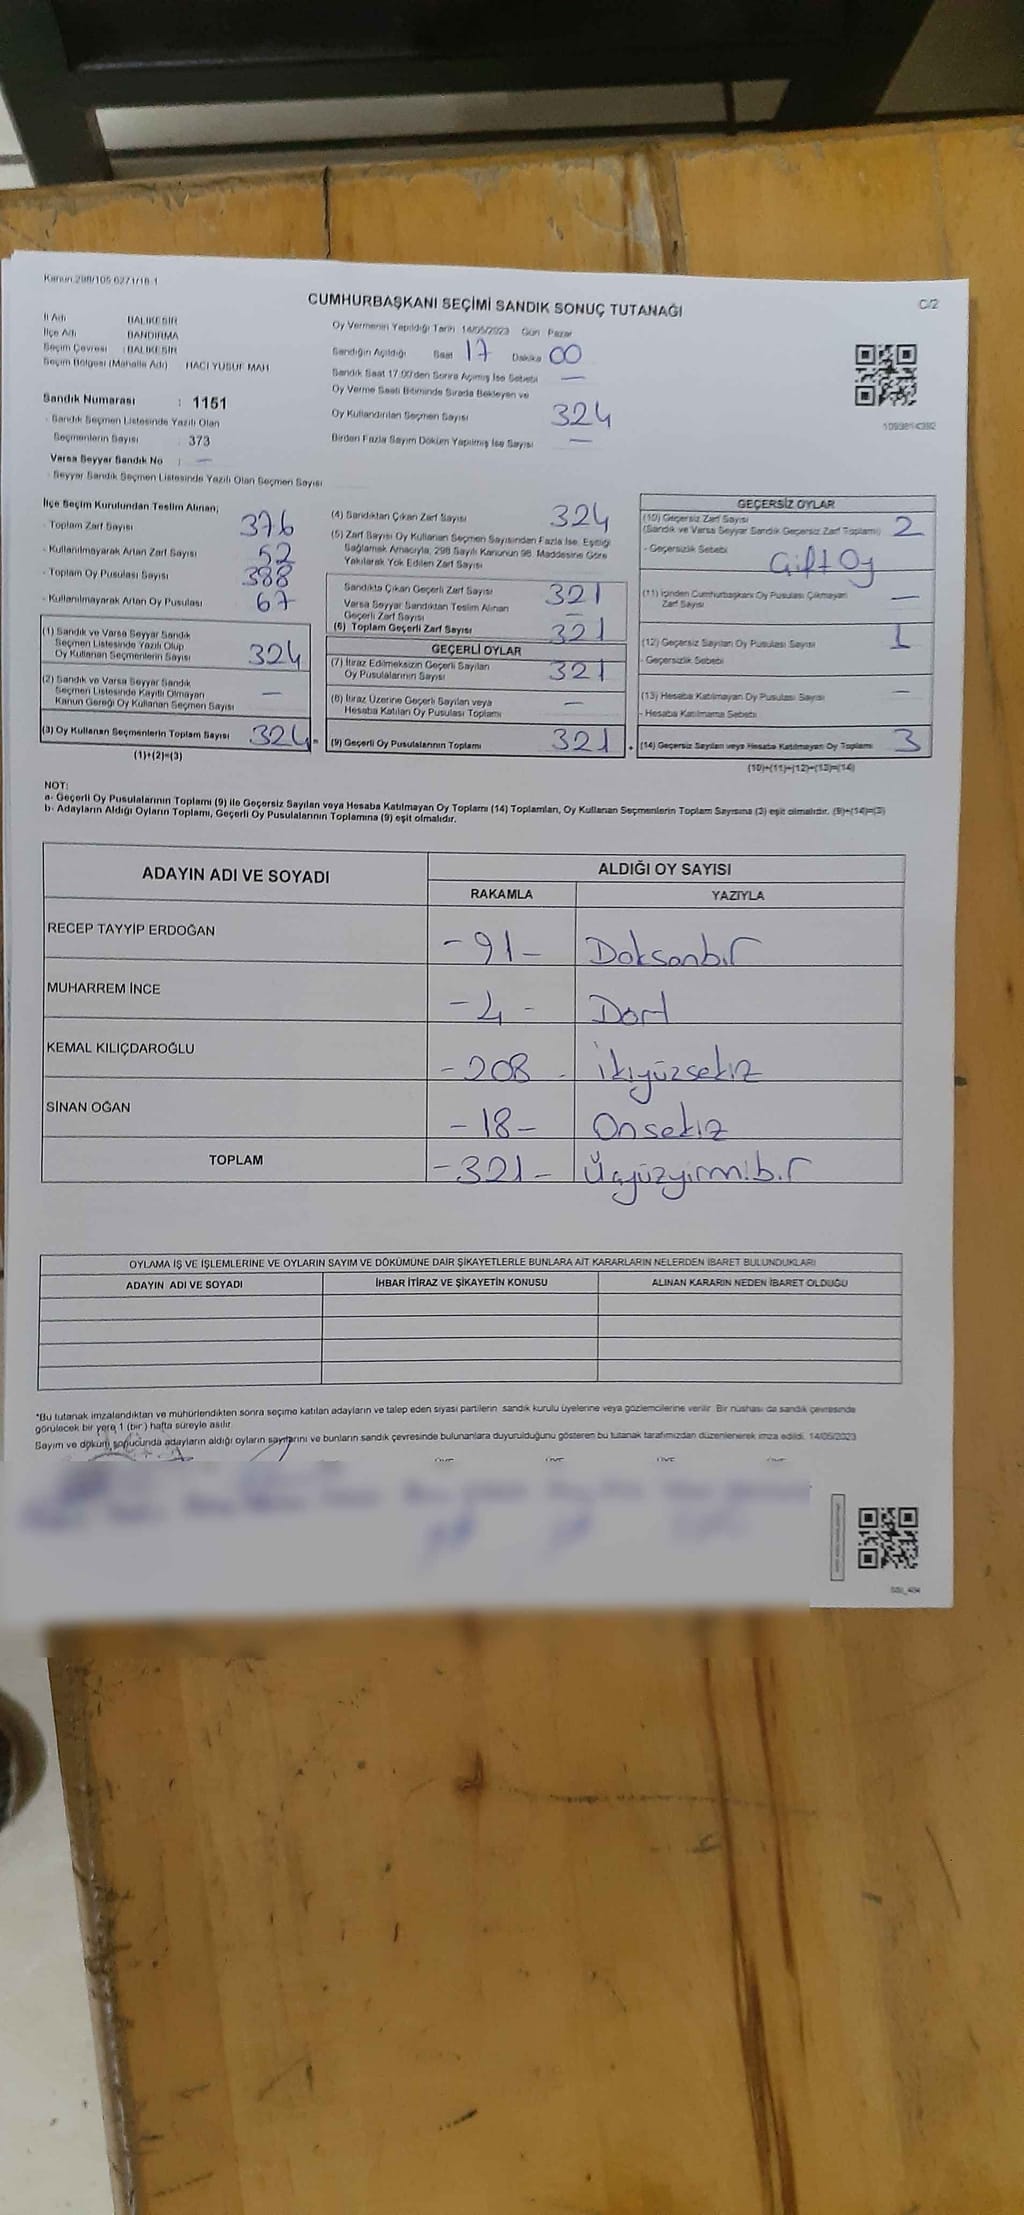 Kanun:298/105 6271/18-1
CUMHURBAŞKANI SEÇİMİ SANDIK SONUÇ TUTANAĞI
C/2
İl Adı BALIKESİR
İlçe Adı BANDIRMA
Seçim Çevresi : BALIKESİR
Seçim Bölgesi (Mahalle Adı) HACI YUSUF MAH
Sandık Numarası : 1151
- Sandık Seçmen Listesinde Yazılı Olan
Seçmenlerin Sayısı : 373
Varsa Seyyar Sandık No : —
- Seyyar Sandık Seçmen Listesinde Yazılı Olan Seçmen Sayısı
Oy Vermenin Yapıldığı Tarih 14/05/2023 Gün Pazar
Sandığın Açıldığı Saat 17 Dakika 00
Sandık Saat 17.00'den Sonra Açılmış İse Sebebi —
Oy Verme Saati Bitiminde Sırada Bekleyen ve
Oy Kullandırılan Seçmen Sayısı 324
Birden Fazla Sayım Döküm Yapılmış İse Sayısı —
İlçe Seçim Kurulundan Teslim Alınan;
- Toplam Zarf Sayısı 376
- Kullanılmayarak Artan Zarf Sayısı 52
- Toplam Oy Pusulası Sayısı 388
- Kullanılmayarak Artan Oy Pusulası 67
(1) Sandık ve Varsa Seyyar Sandık
Seçmen Listesinde Yazılı Olup
Oy Kullanan Seçmenlerin Sayısı 324
(2) Sandık ve Varsa Seyyar Sandık
Seçmen Listesinde Kayıtlı Olmayan
Kanun Gereği Oy Kullanan Seçmen Sayısı —
(3) Oy Kullanan Seçmenlerin Toplam Sayısı 324
(1)+(2)=(3)
(4) Sandıktan Çıkan Zarf Sayısı 324
(5) Zarf Sayısı Oy Kullanan Seçmen Sayısından Fazla İse, Eşitliği
Sağlamak Amacıyla, 298 Sayılı Kanunun 98. Maddesine Göre
Yakılarak Yok Edilen Zarf Sayısı
Sandıkta Çıkan Geçerli Zarf Sayısı 321
Varsa Seyyar Sandıktan Teslim Alınan
Geçerli Zarf Sayısı —
(6) Toplam Geçerli Zarf Sayısı 321
GEÇERLİ OYLAR
(7) İtiraz Edilmeksizin Geçerli Sayılan
Oy Pusulalarının Sayısı 321
(8) İtiraz Üzerine Geçerli Sayılan veya
Hesaba Katılan Oy Pusulası Toplamı —
(9) Geçerli Oy Pusulalarının Toplamı 321
GEÇERSİZ OYLAR
(10) Geçersiz Zarf Sayısı
(Sandık ve Varsa Seyyar Sandık Geçersiz Zarf Toplamı) 2
- Geçersizlik Sebebi Çift Oy
(11) İçinden Cumhurbaşkanı Oy Pusulası Çıkmayan
Zarf Sayısı —
(12) Geçersiz Sayılan Oy Pusulası Sayısı 1
- Geçersizlik Sebebi
(13) Hesaba Katılmayan Oy Pusulası Sayısı —
- Hesaba Katılmama Sebebi
(14) Geçersiz Sayılan veya Hesaba Katılmayan Oy Toplamı 3
(10)+(11)+(12)+(13)=(14)
NOT:
a- Geçerli Oy Pusulalarının Toplamı (9) ile Geçersiz Sayılan veya Hesaba Katılmayan Oy Toplamı (14) Toplamları, Oy Kullanan Seçmenlerin Toplam Sayısına (3) eşit olmalıdır. (9)+(14)=(3)
b- Adayların Aldığı Oyların Toplamı, Geçerli Oy Pusulalarının Toplamına (9) eşit olmalıdır.
ADAYIN ADI VE SOYADI ALDIĞI OY SAYISI
RAKAMLA YAZIYLA
RECEP TAYYİP ERDOĞAN -91- Doksanbir
MUHARREM İNCE -4- Dört
KEMAL KILIÇDAROĞLU -208- İkiyüzsekiz
SİNAN OĞAN -18- Onsekiz
TOPLAM -321- Üçyüzyirmibir
OYLAMA İŞ VE İŞLEMLERİNE VE OYLARIN SAYIM VE DÖKÜMÜNE DAİR ŞİKAYETLERLE BUNLARA AİT KARARLARIN NELERDEN İBARET BULUNDUKLARI
ADAYIN ADI VE SOYADI İHBAR İTİRAZ VE ŞİKAYETİN KONUSU ALINAN KARARIN NEDEN İBARET OLDUĞU
*Bu tutanak imzalandıktan ve mühürlendikten sonra seçime katılan adayların ve talep eden siyasi partilerin sandık kurulu üyelerine veya gözlemcilerine verilir. Bir nüshası da sandık çevresinde
görülecek bir yere 1 (bir) hafta süreyle asılır.
Sayım ve döküm sonucunda adayların aldığı oyların sayılarını ve bunların sandık çevresinde bulunanlara duyurulduğunu gösteren bu tutanak tarafımızdan düzenlenerek imza edildi. 14/05/2023